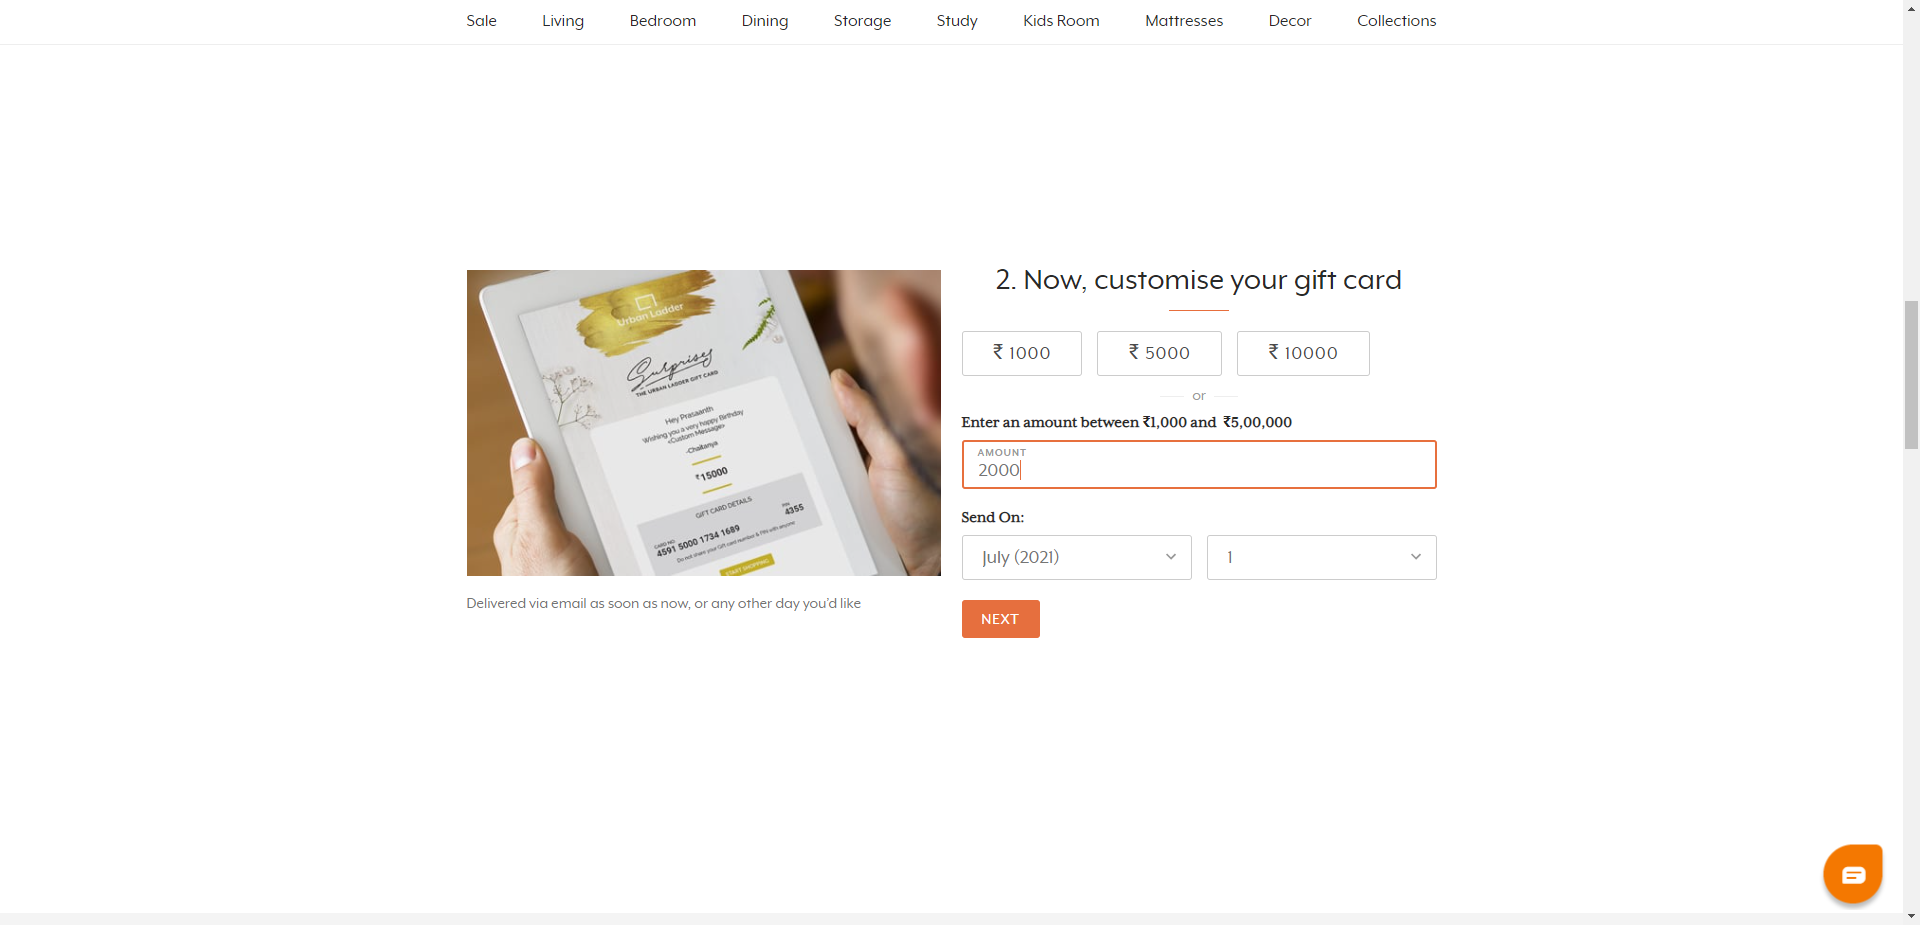 Sale Living Bedroom Dining Storage Study Kids Room Mattresses Decor Collections
Urban Ladder
Surprises
THE URBAN LADDER GIFT CARD
Hey Prasaanth
Wishing you a very happy Birthday
<Custom Message>
-Chaitanya
₹15000
GIFT CARD DETAILS
CARD NO. PIN
4591 5000 1734 1689 4355
Do not share your Gift card number & PIN with anyone
START SHOPPING
Delivered via email as soon as now, or any other day you'd like
2. Now, customise your gift card
₹ 1000 ₹ 5000 ₹ 10000
or
Enter an amount between ₹1,000 and ₹5,00,000
AMOUNT
2000
Send On:
July (2021) 1
NEXT